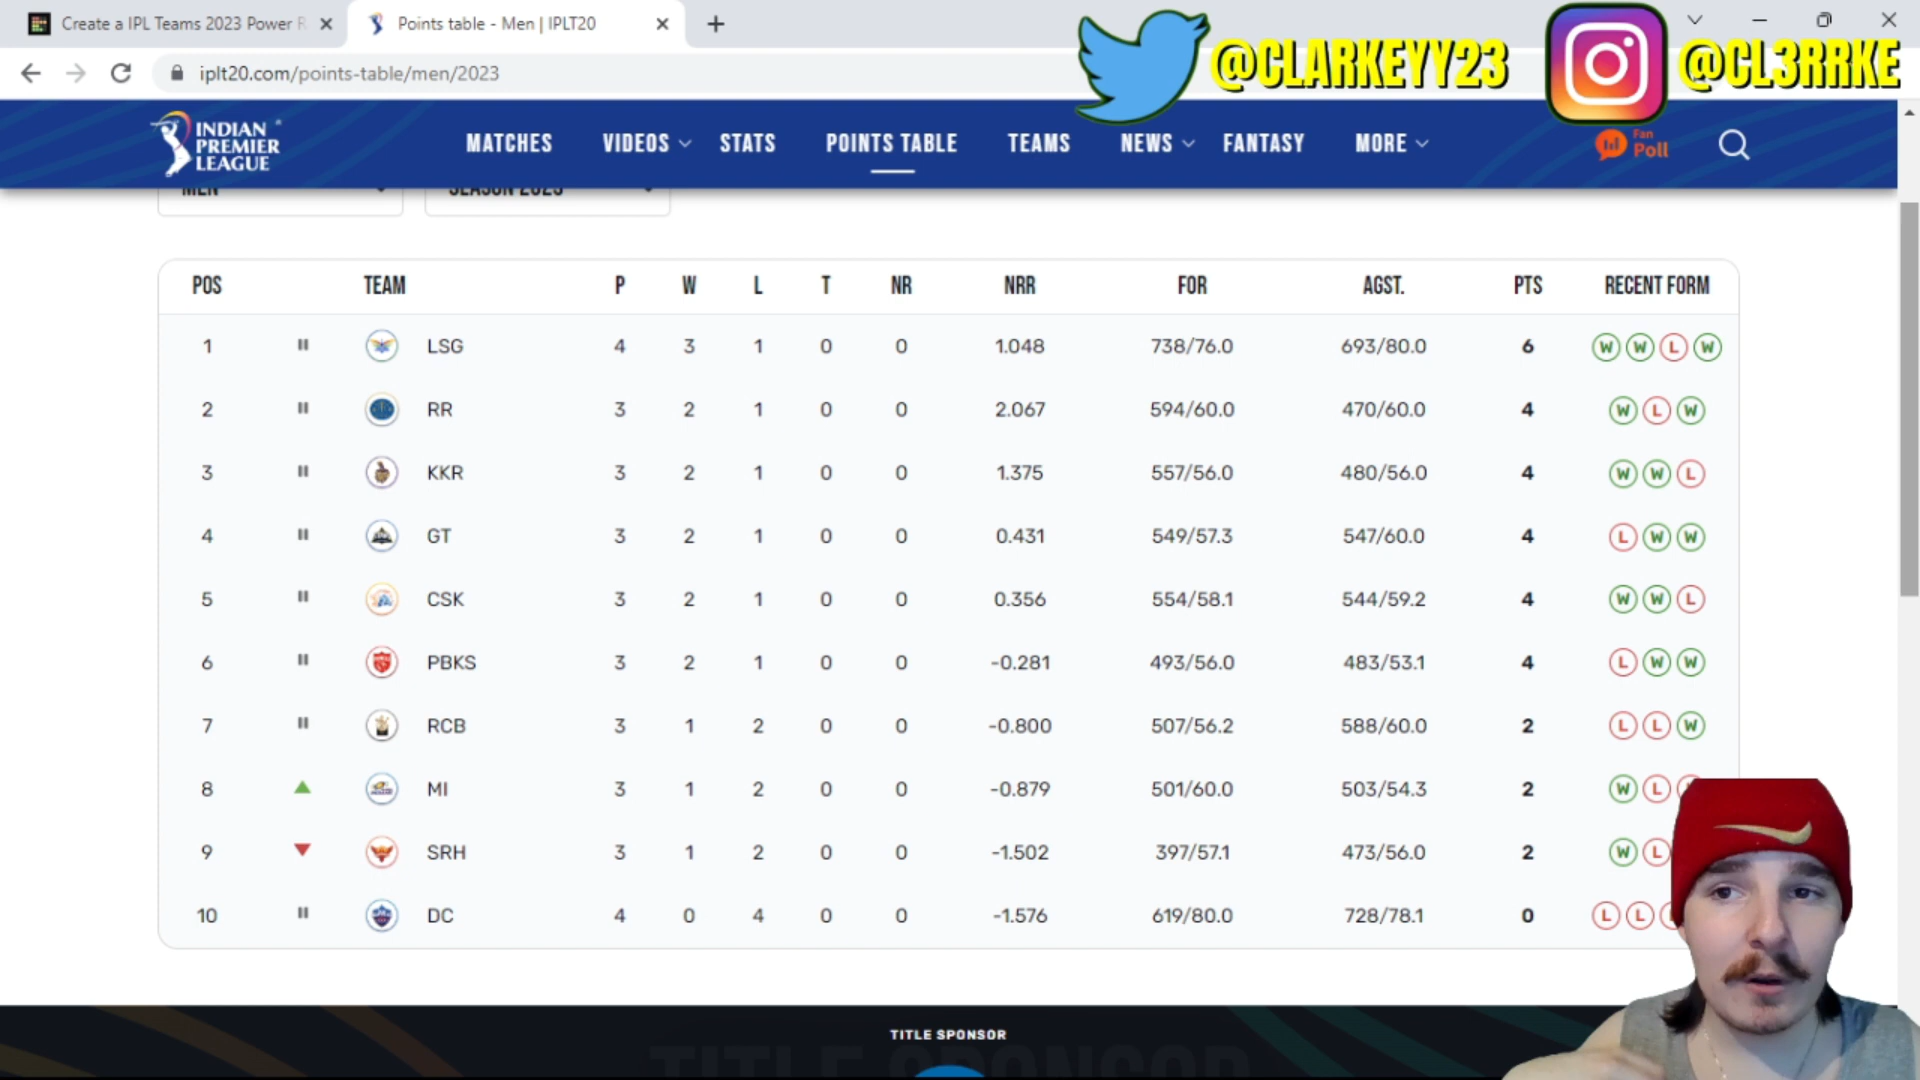 Create a IPL Teams 2023 Power R
Points table - Men | IPLT20
iplt20.com/points-table/men/2023
@CLARKEYY23
@CL3RRKE
INDIAN PREMIER LEAGUE
MATCHES VIDEOS STATS POINTS TABLE TEAMS NEWS FANTASY MORE
Fan Poll
MEN SEASON 2023
POS TEAM P W L T NR NRR FOR AGST. PTS RECENT FORM
1 LSG 4 3 1 0 0 1.048 738/76.0 693/80.0 6 W W L W
2 RR 3 2 1 0 0 2.067 594/60.0 470/60.0 4 W L W
3 KKR 3 2 1 0 0 1.375 557/56.0 480/56.0 4 W W L
4 GT 3 2 1 0 0 0.431 549/57.3 547/60.0 4 L W W
5 CSK 3 2 1 0 0 0.356 554/58.1 544/59.2 4 W W L
6 PBKS 3 2 1 0 0 -0.281 493/56.0 483/53.1 4 L W W
7 RCB 3 1 2 0 0 -0.800 507/56.2 588/60.0 2 L L W
8 MI 3 1 2 0 0 -0.879 501/60.0 503/54.3 2 W L
9 SRH 3 1 2 0 0 -1.502 397/57.1 473/56.0 2 W L
10 DC 4 0 4 0 0 -1.576 619/80.0 728/78.1 0 L L
TITLE SPONSOR
TITLE SPONSOR